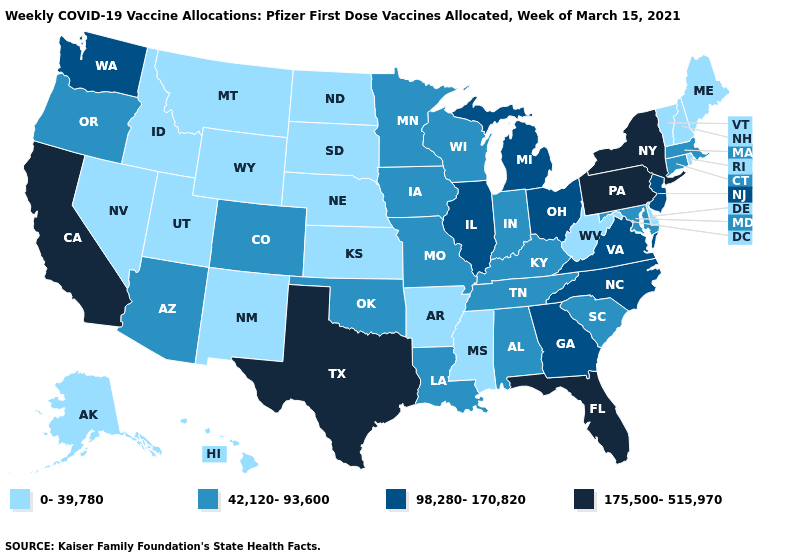 Weekly COVID-19 Vaccine Allocations: Pfizer First Dose Vaccines Allocated, Week of March 15, 2021
WA
OR
CA
NV
ID
MT
WY
UT
AZ
CO
NM
ND
SD
NE
KS
OK
TX
MN
IA
MO
AR
LA
WI
IL
MI
IN
OH
KY
TN
MS
AL
GA
FL
SC
NC
VA
WV
PA
NY
ME
VT
NH
MA
RI
CT
NJ
DE
MD
DC
AK
HI
0- 39,780
42,120- 93,600
98,280- 170,820
175,500- 515,970
SOURCE: Kaiser Family Foundation's State Health Facts.